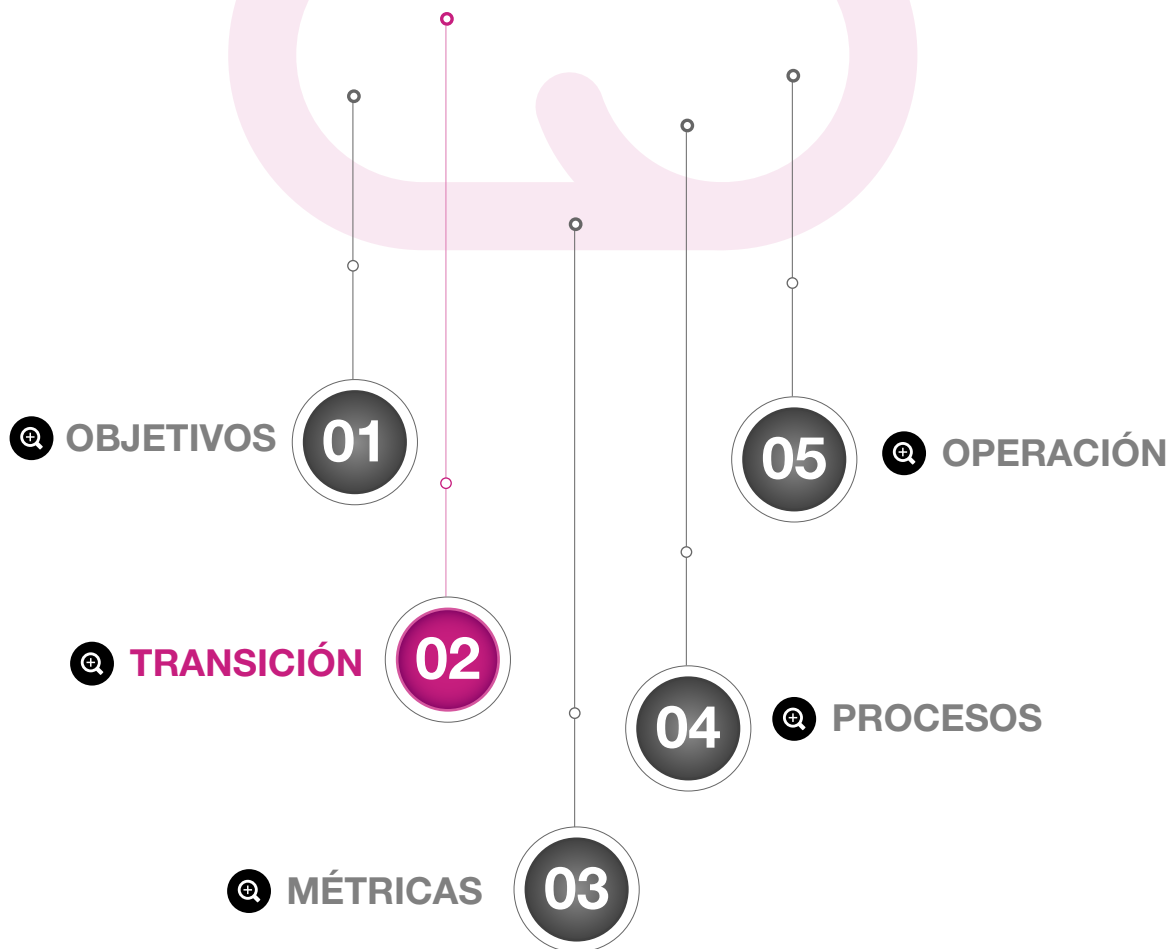 OBJETIVOS
01
TRANSICIÓN
02
MÉTRICAS
03
04
PROCESOS
05
OPERACIÓN